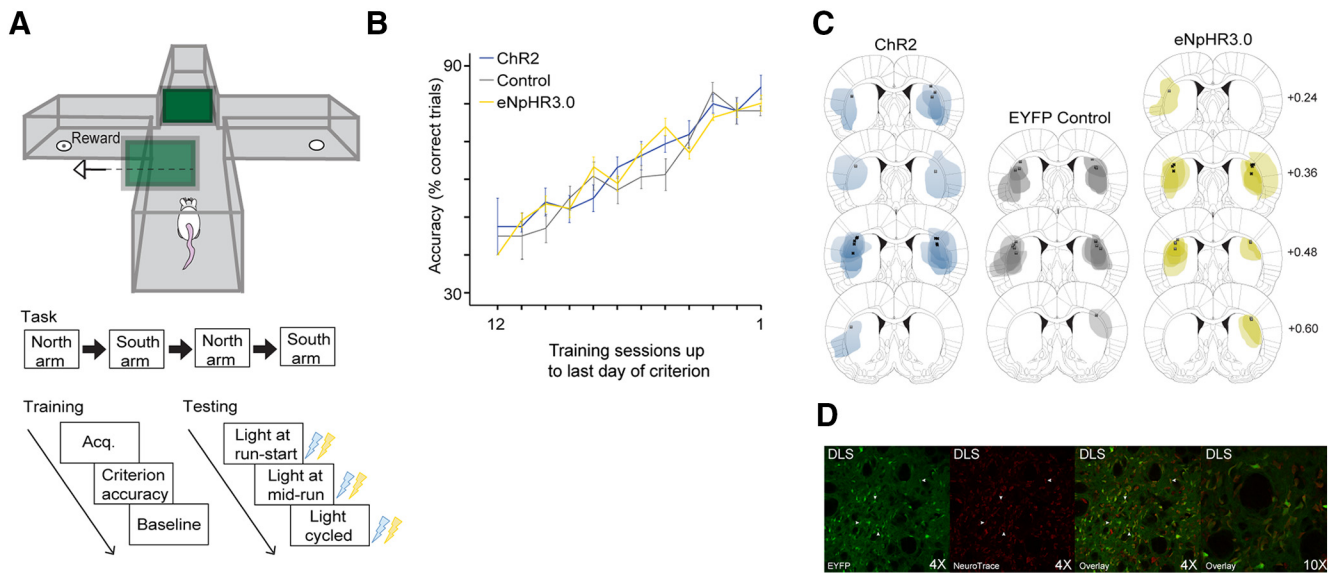 A
Reward
Task
North
arm
South
arm
North
arm
South
arm
Training
Acq.
Criterion
accuracy
Baseline
Testing
Light at
run-start
Light at
mid-run
Light
cycled
B
Accuracy (% correct trials)
90
30
ChR2
Control
eNpHR3.0
12
1
Training sessions up
to last day of criterion
C
ChR2
EYFP Control
eNpHR3.0
+0.24
+0.36
+0.48
+0.60
D
DLS
EYFP
4X
DLS
NeuroTrace
4X
DLS
Overlay
4X
DLS
Overlay
10X